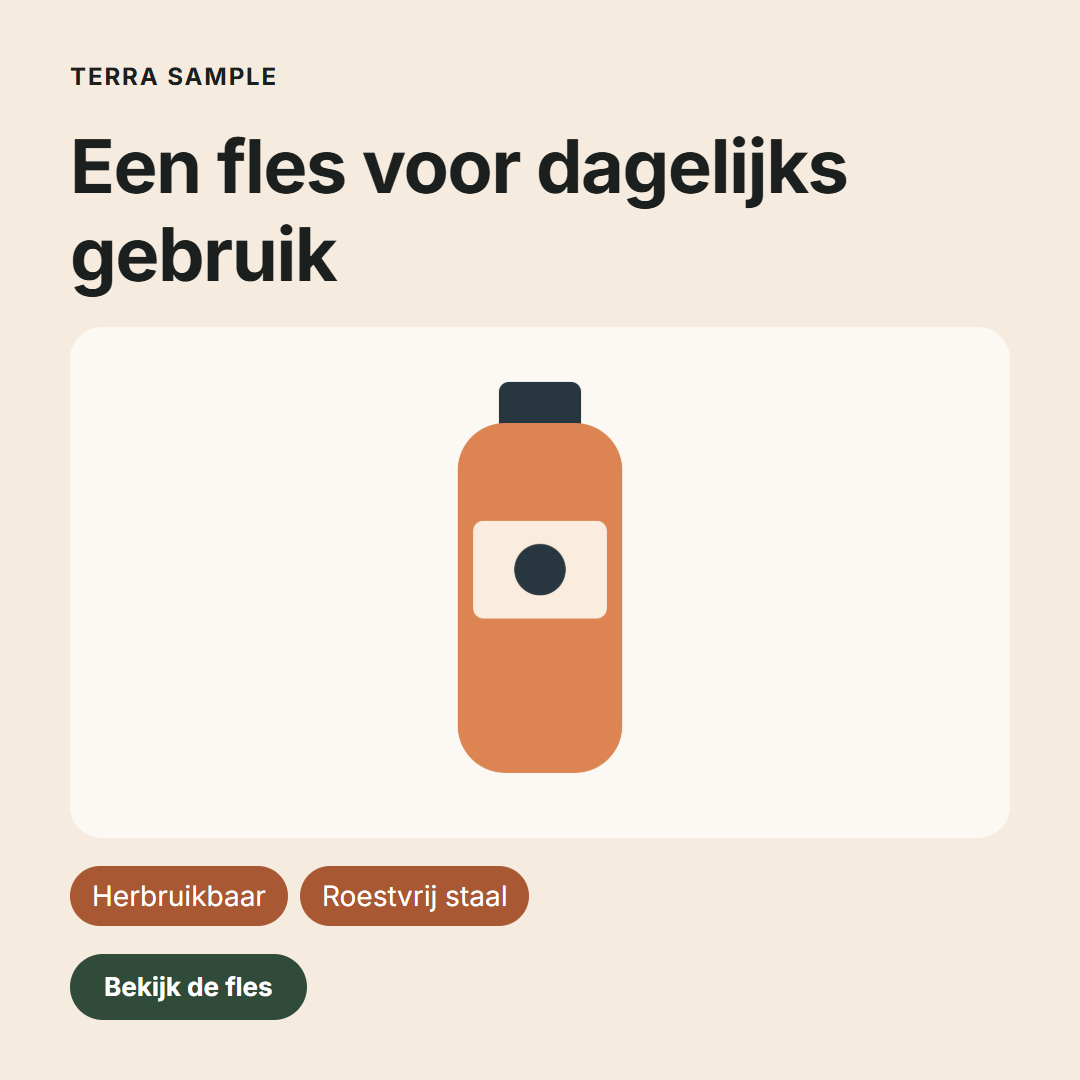 TERRA SAMPLE
Een fles voor dagelijks
gebruik
Herbruikbaar
Roestvrij staal
Bekijk de fles